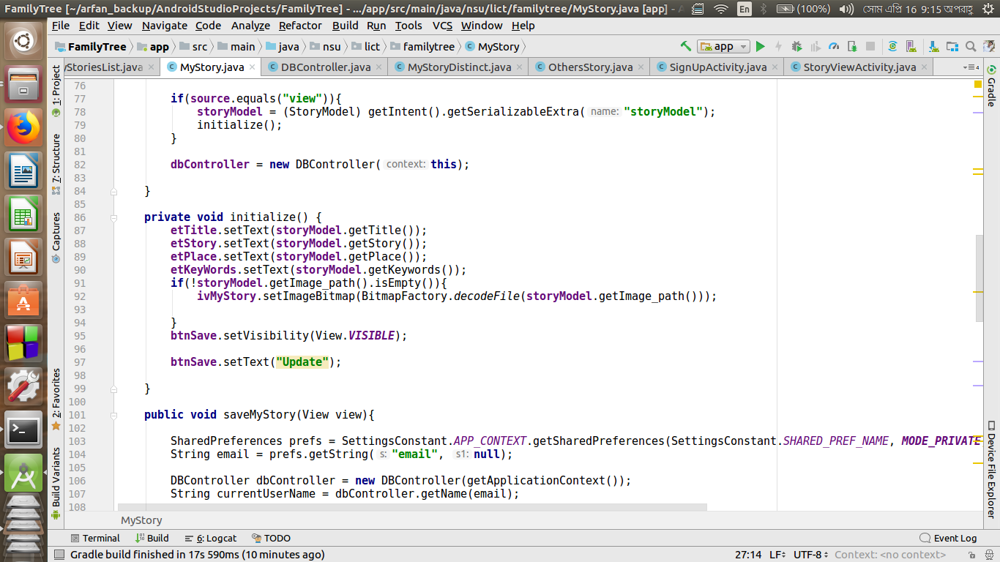 FamilyTree [~/arfan_backup/AndroidStudioProjects/FamilyTree] - .../app/src/main/java/nsu/lict/familytree/MyStory.java [app] - A
En (100%) সোম এপ্রি 16 9:15 অপরাহ্ণ
File Edit View Navigate Code Analyze Refactor Build Run Tools VCS Window Help
FamilyTree app src main java nsu lict familytree MyStory app
yStoriesList.java MyStory.java DBController.java MyStoryDistinct.java OthersStory.java SignUpActivity.java StoryViewActivity.java 4
1: Project
7: Structure
Captures
2: Favorites
Build Variants
76
77 if(source.equals("view")){
78 storyModel = (StoryModel) getIntent().getSerializableExtra( name: "storyModel");
79 initialize();
80 }
81
82 dbController = new DBController( context: this);
83
84 }
85
86 private void initialize() {
87 etTitle.setText(storyModel.getTitle());
88 etStory.setText(storyModel.getStory());
89 etPlace.setText(storyModel.getPlace());
90 etKeyWords.setText(storyModel.getKeywords());
91 if(!storyModel.getImage_path().isEmpty()){
92 ivMyStory.setImageBitmap(BitmapFactory.decodeFile(storyModel.getImage_path()));
93
94 }
95 btnSave.setVisibility(View.VISIBLE);
96
97 btnSave.setText("Update");
98
99 }
100
101 public void saveMyStory(View view){
102
103 SharedPreferences prefs = SettingsConstant.APP_CONTEXT.getSharedPreferences(SettingsConstant.SHARED_PREF_NAME, MODE_PRIVATE
104 String email = prefs.getString( s: "email", s1: null);
105
106 DBController dbController = new DBController(getApplicationContext());
107 String currentUserName = dbController.getName(email);
108
Gradle
Device File Explorer
MyStory
Terminal Build 6: Logcat TODO Event Log
Gradle build finished in 17s 590ms (10 minutes ago) 27:14 LF÷ UTF-8÷ Context: <no context>